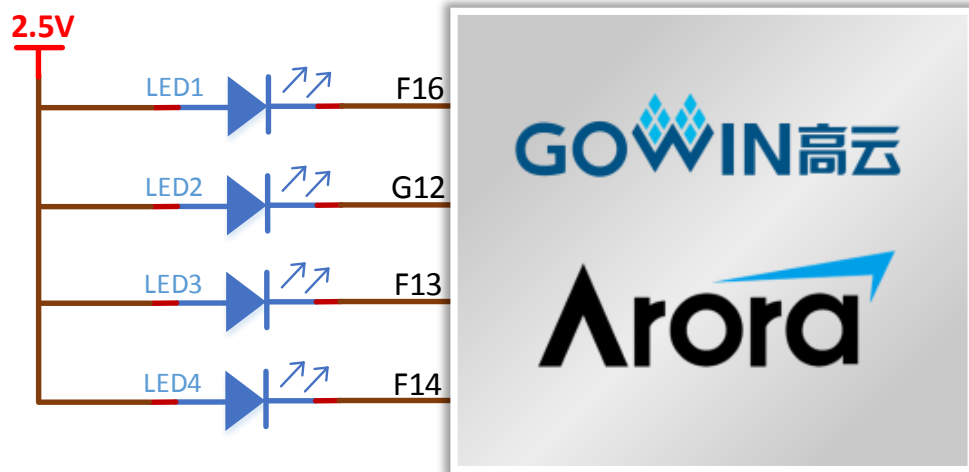 2.5V
LED1
F16
LED2
G12
LED3
F13
LED4
F14
GOWIN高云
Arora